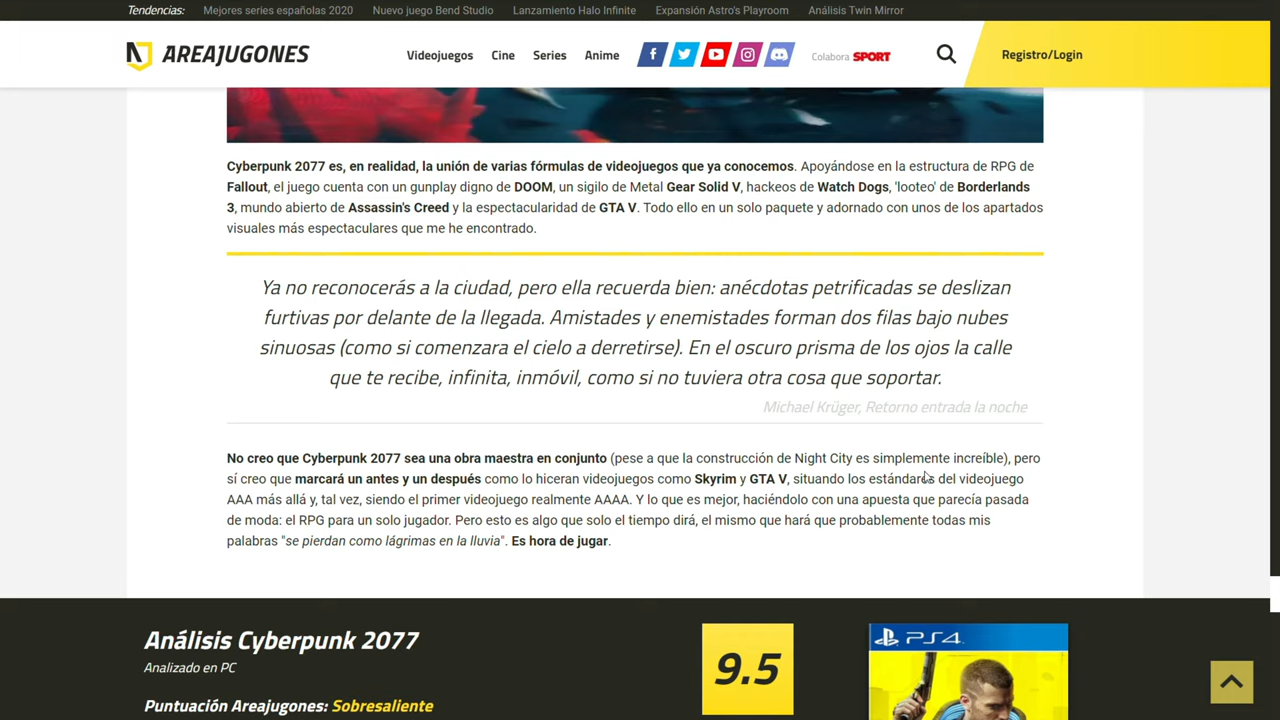 Tendencias: Mejores series españolas 2020 Nuevo juego Bend Studio Lanzamiento Halo Infinite Expansión Astro's Playroom Análisis Twin Mirror
AREAJUGONES Videojuegos Cine Series Anime Colabora SPORT Registro/Login
Cyberpunk 2077 es, en realidad, la unión de varias fórmulas de videojuegos que ya conocemos. Apoyándose en la estructura de RPG de
Fallout, el juego cuenta con un gunplay digno de DOOM, un sigilo de Metal Gear Solid V, hackeos de Watch Dogs, 'looteo' de Borderlands
3, mundo abierto de Assassin's Creed y la espectacularidad de GTA V. Todo ello en un solo paquete y adornado con unos de los apartados
visuales más espectaculares que me he encontrado.
Ya no reconocerás a la ciudad, pero ella recuerda bien: anécdotas petrificadas se deslizan
furtivas por delante de la llegada. Amistades y enemistades forman dos filas bajo nubes
sinuosas (como si comenzara el cielo a derretirse). En el oscuro prisma de los ojos la calle
que te recibe, infinita, inmóvil, como si no tuviera otra cosa que soportar.
Michael Krüger, Retorno entrada la noche
No creo que Cyberpunk 2077 sea una obra maestra en conjunto (pese a que la construcción de Night City es simplemente increíble), pero
sí creo que marcará un antes y un después como lo hiceran videojuegos como Skyrim y GTA V, situando los estándares del videojuego
AAA más allá y, tal vez, siendo el primer videojuego realmente AAAA. Y lo que es mejor, haciéndolo con una apuesta que parecía pasada
de moda: el RPG para un solo jugador. Pero esto es algo que solo el tiempo dirá, el mismo que hará que probablemente todas mis
palabras "se pierdan como lágrimas en la lluvia". Es hora de jugar.
Análisis Cyberpunk 2077
Analizado en PC
9.5
PS4
Puntuación Areajugones: Sobresaliente